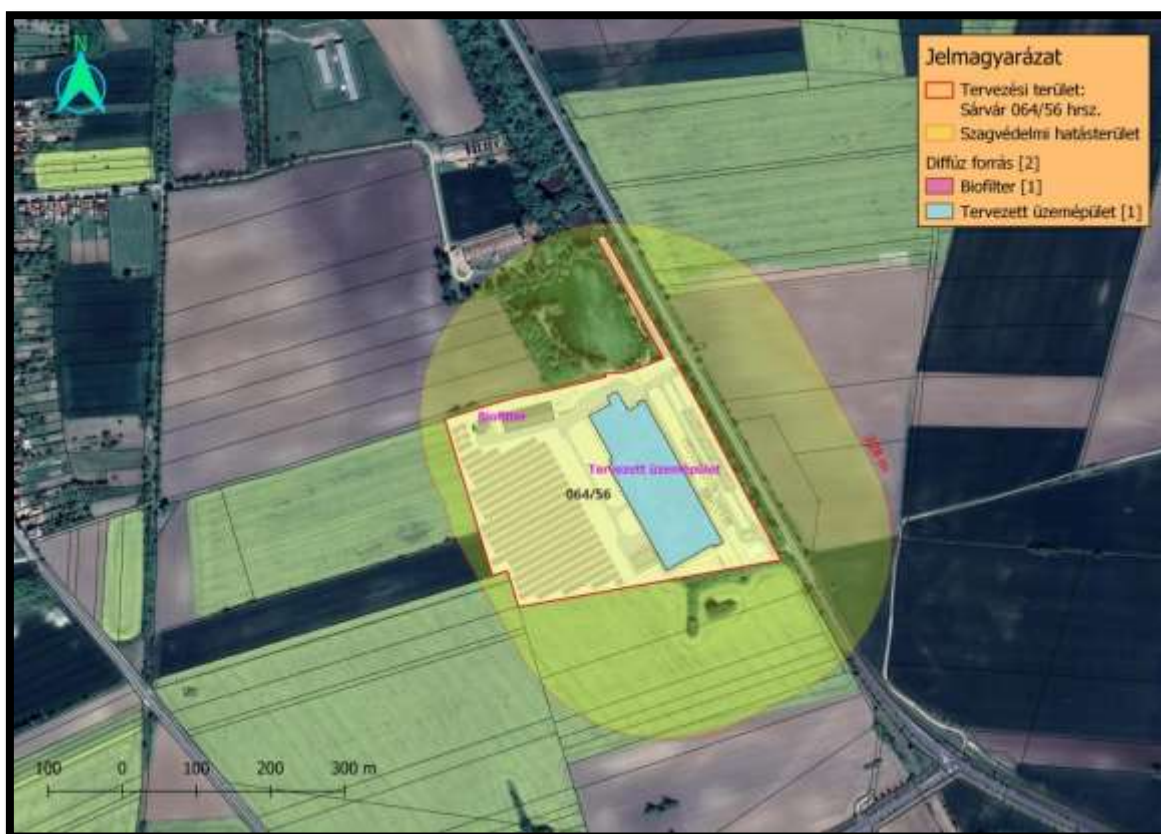 N
Jelmagyarázat
Tervezési terület:
Sárvár 064/56 hrsz.
Szagvédelmi hatásterület
Diffúz forrás [2]
Biofilter [1]
Tervezett üzemépület [1]
Biofilter
Tervezett üzemépület
064/56
100 0 100 200 300 m